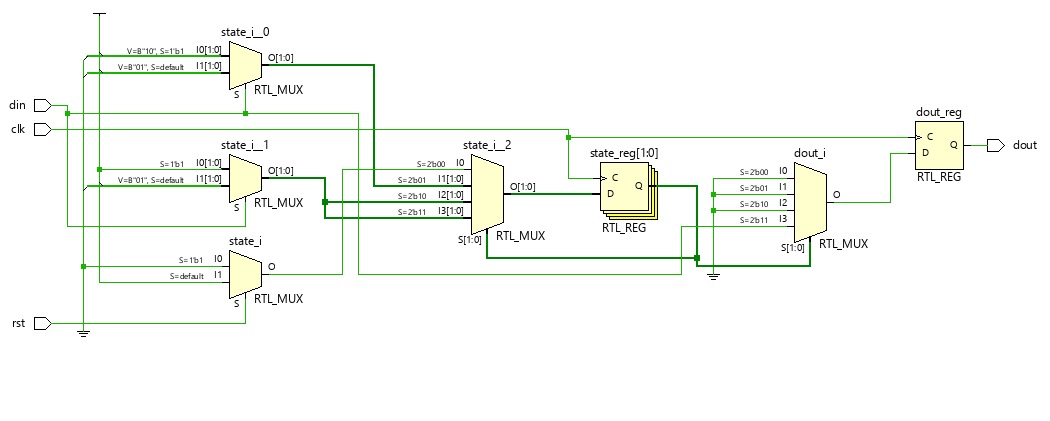 state_i__0
V=B"10", S=1'b1 I0[1:0]
V=B"01", S=default I1[1:0]
O[1:0]
S RTL_MUX
din
clk
state_i__1
S=1'b1 I0[1:0]
V=B"01", S=default I1[1:0]
O[1:0]
S RTL_MUX
state_i
S=1'b1 I0
S=default I1
O
S RTL_MUX
rst
state_i__2
S=2'b00 I0
S=2'b01 I1[1:0]
S=2'b10 I2[1:0]
S=2'b11 I3[1:0]
O[1:0]
S[1:0] RTL_MUX
state_reg[1:0]
C
D
Q
RTL_REG
dout_i
S=2'b00 I0
S=2'b01 I1
S=2'b10 I2
S=2'b11 I3
O
S[1:0] RTL_MUX
dout_reg
C
D
Q
RTL_REG
dout